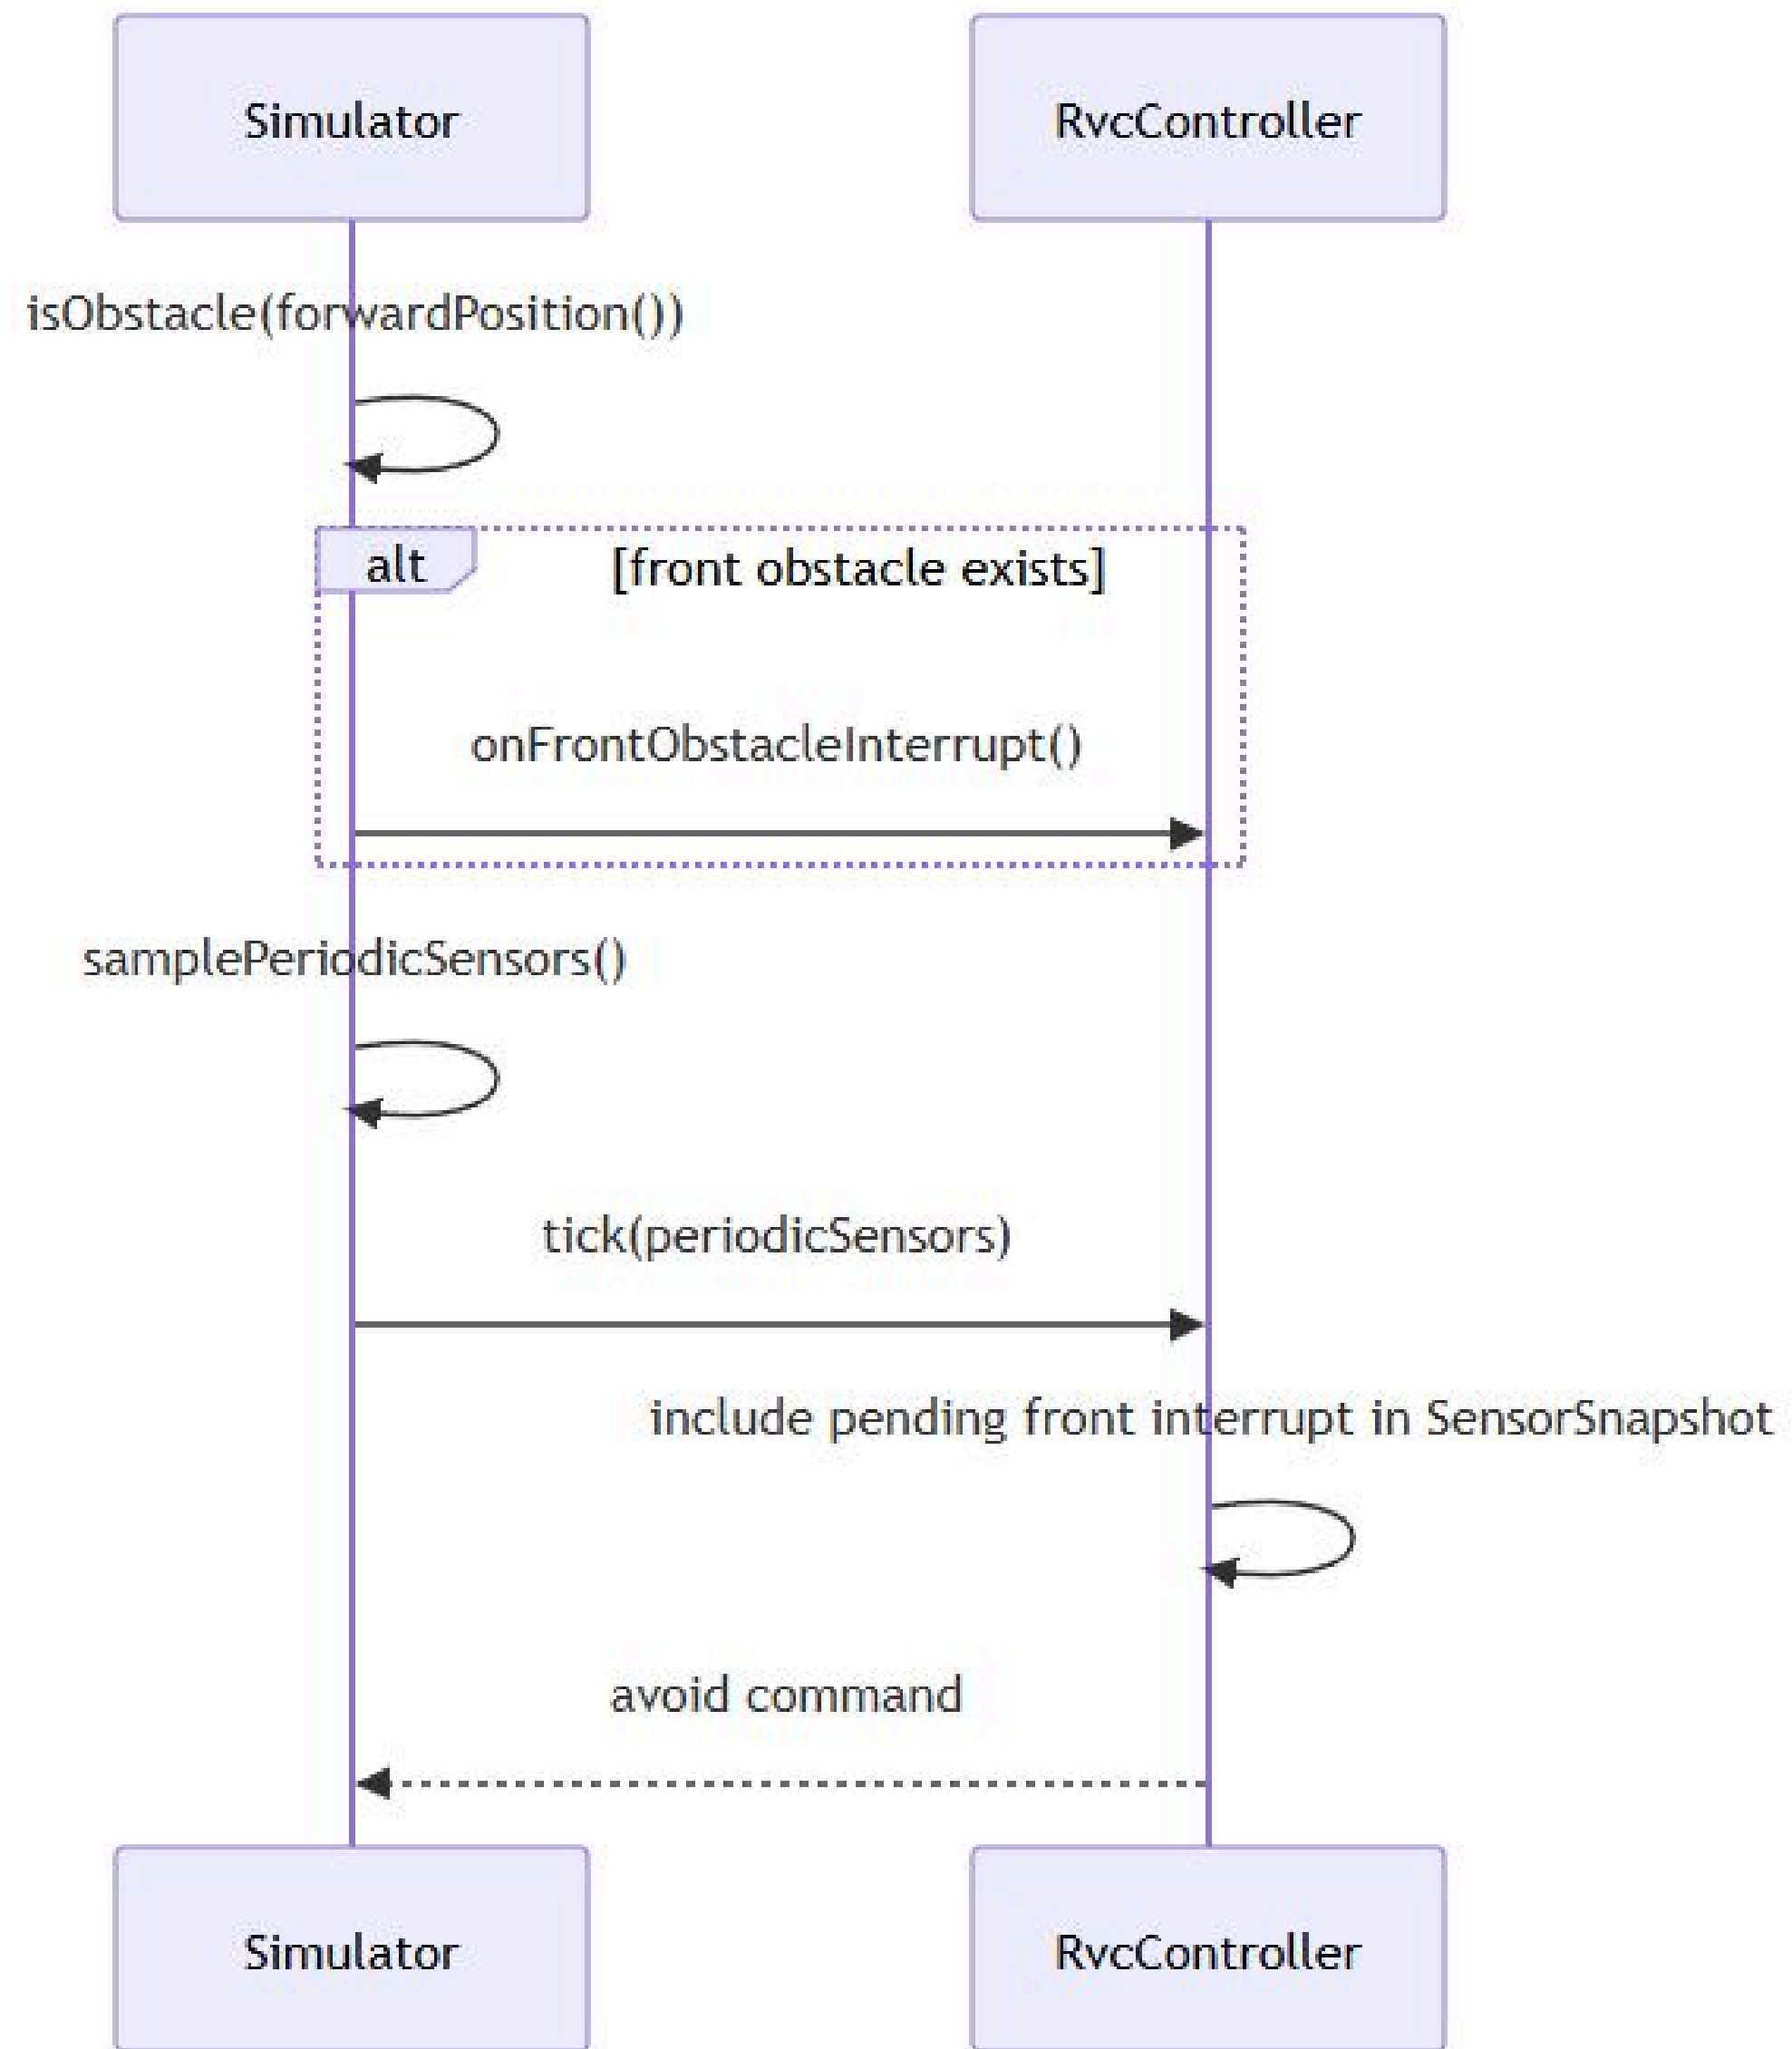 Simulator
RvcController
isObstacle(forwardPosition())
alt
[front obstacle exists]
onFrontObstacleInterrupt()
samplePeriodicSensors()
tick(periodicSensors)
include pending front interrupt in SensorSnapshot
avoid command
Simulator
RvcController